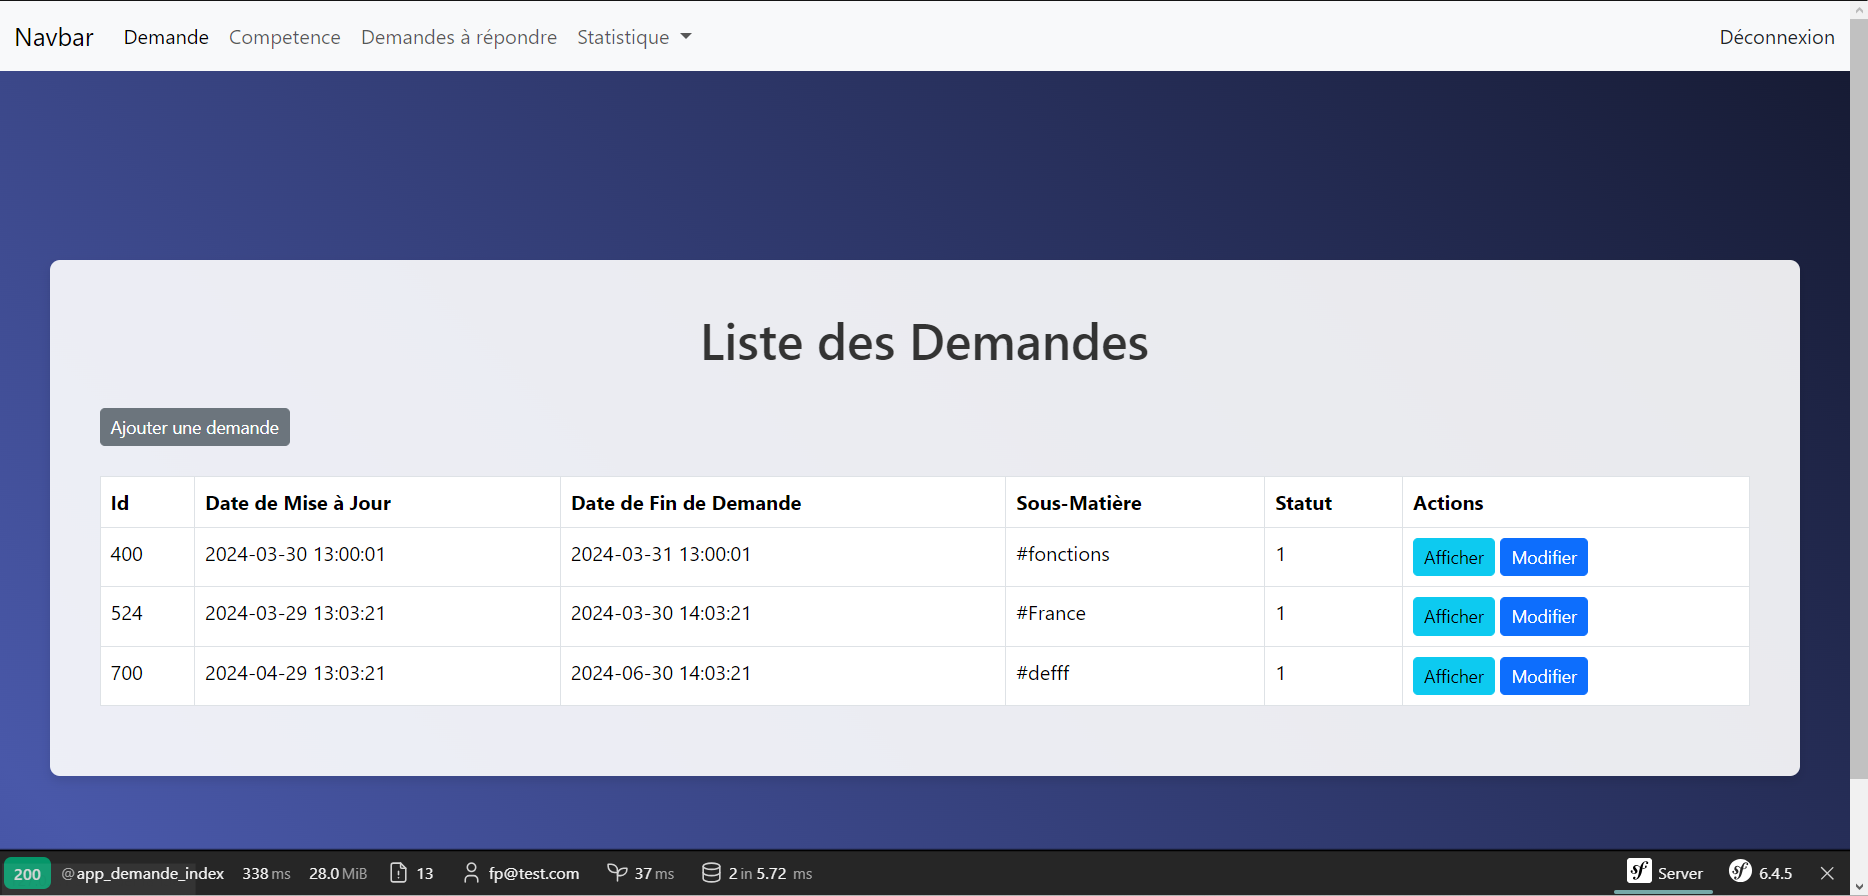 Navbar Demande Competence Demandes à répondre Statistique Déconnexion
Liste des Demandes
Ajouter une demande
Id Date de Mise à Jour Date de Fin de Demande Sous-Matière Statut Actions
400 2024-03-30 13:00:01 2024-03-31 13:00:01 #fonctions 1 Afficher Modifier
524 2024-03-29 13:03:21 2024-03-30 14:03:21 #France 1 Afficher Modifier
700 2024-04-29 13:03:21 2024-06-30 14:03:21 #defff 1 Afficher Modifier
200 @app_demande_index 338 ms 28.0 MiB 13 fp@test.com 37 ms 2 in 5.72 ms sf Server sf 6.4.5